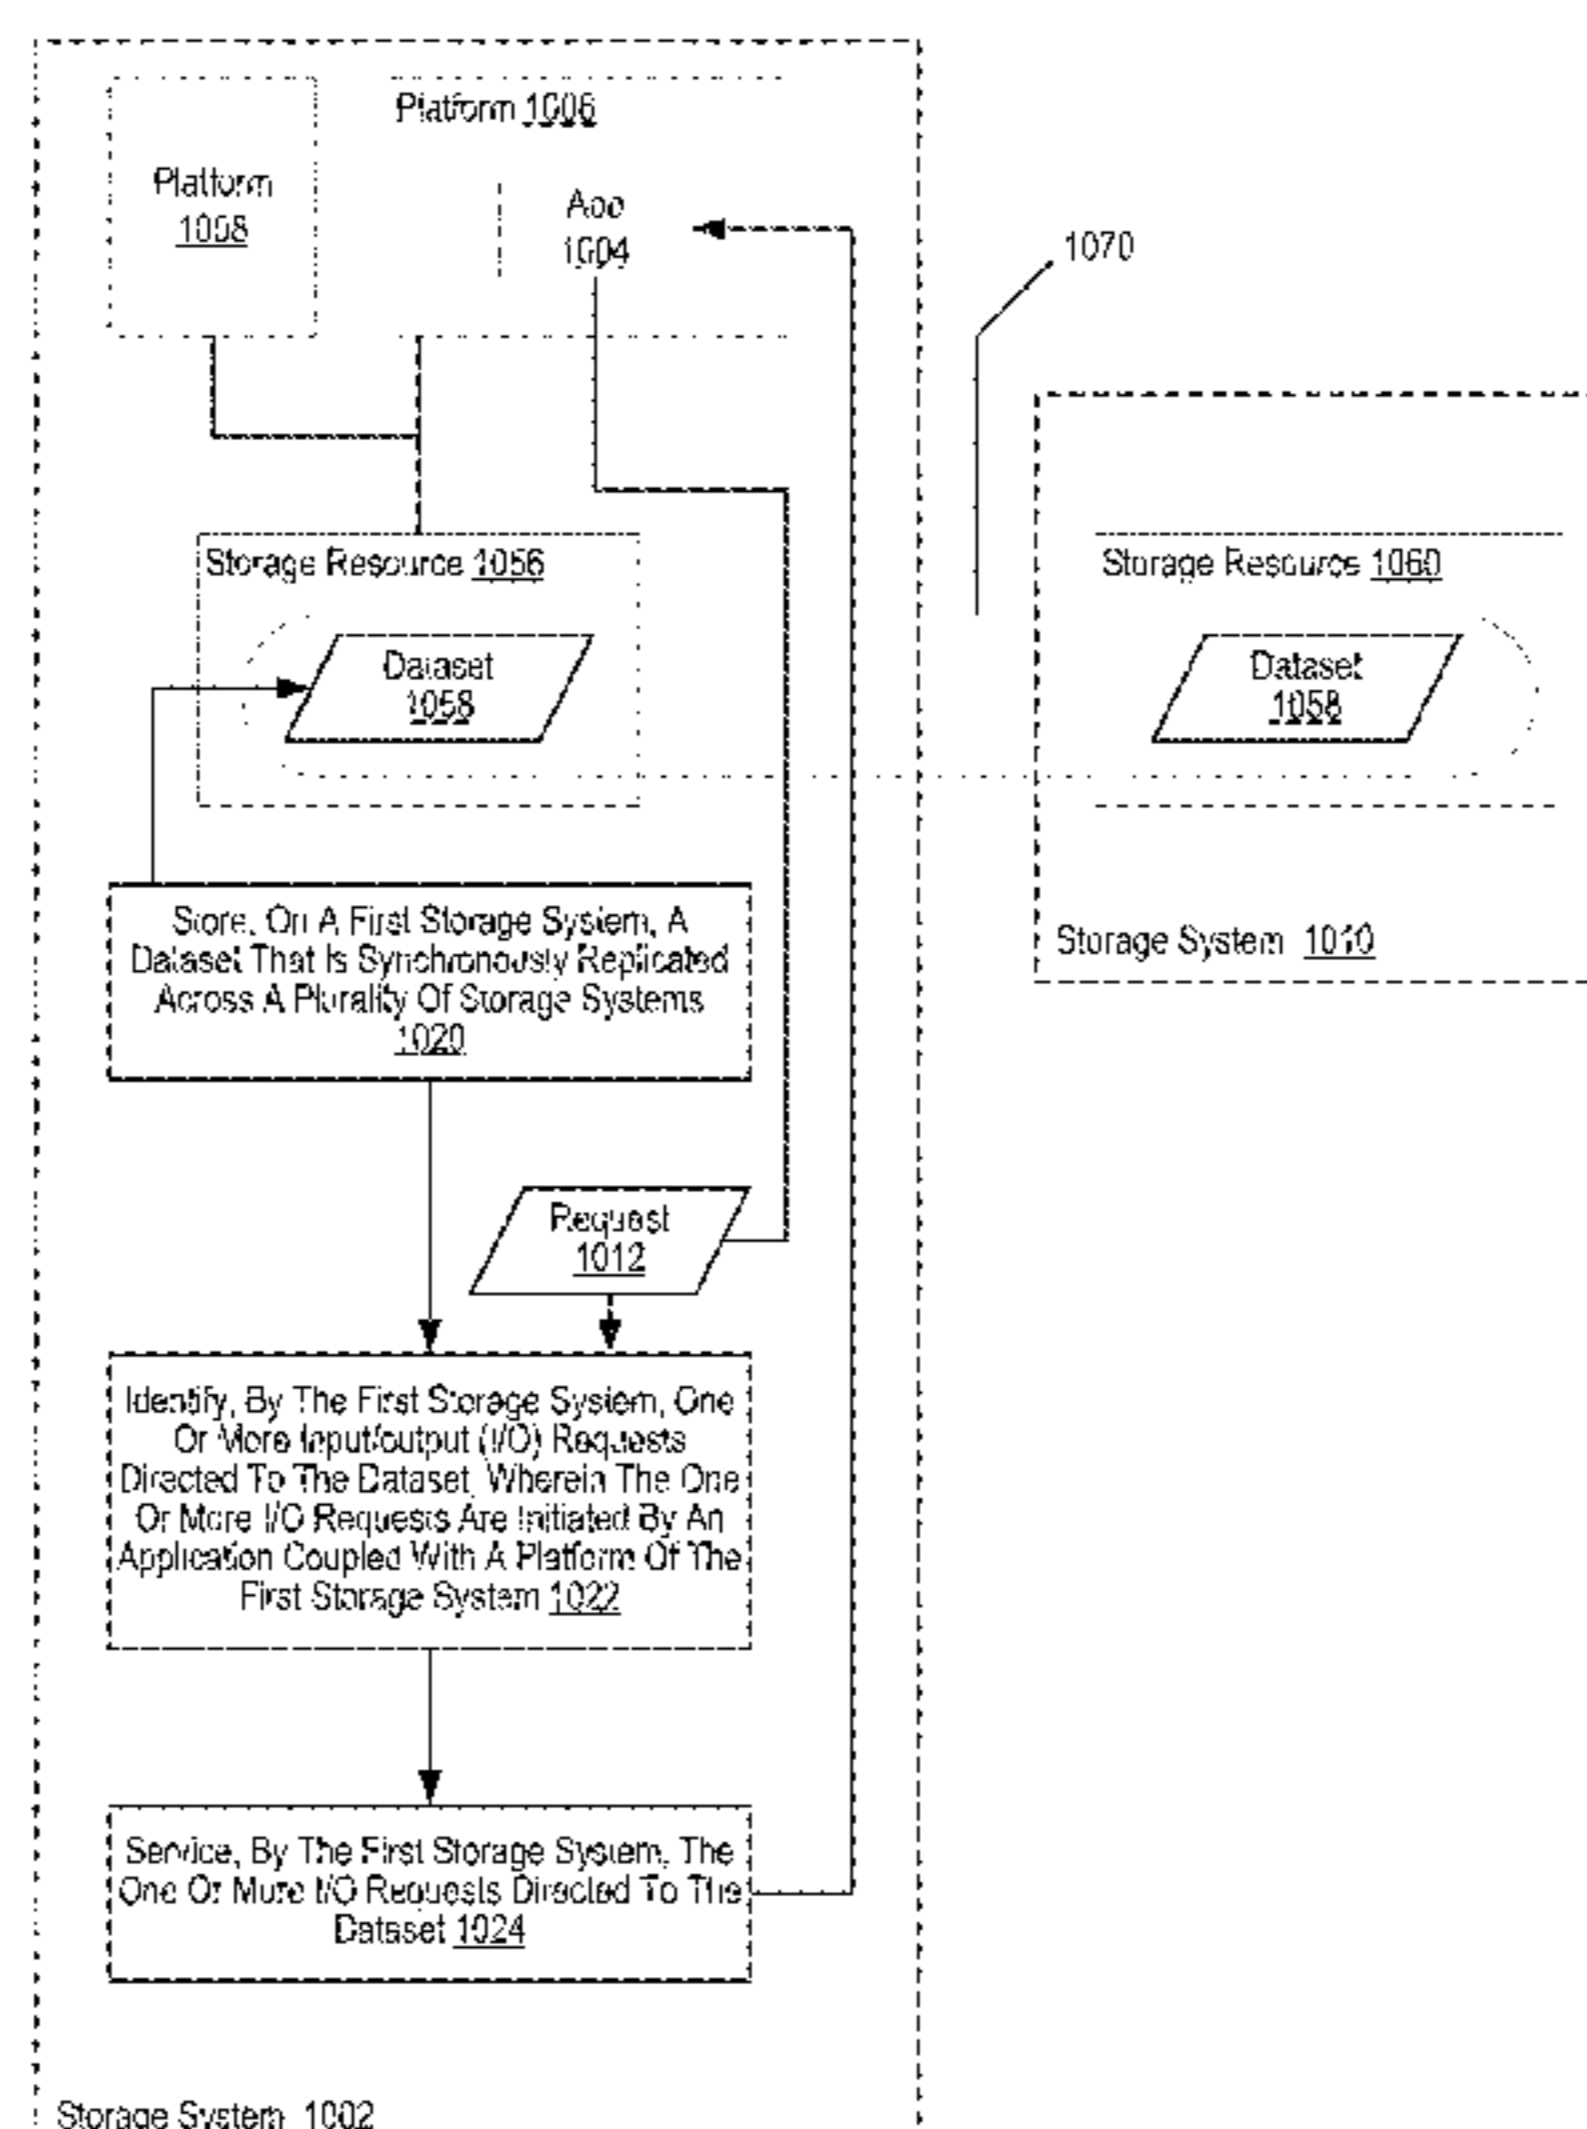 Platform 1006
Platform
1008
App
1004
1070
Storage Resource 1056
Dataset
1058
Storage Resource 1060
Dataset
1058
Storage System 1010
Store, On A First Storage System, A
Dataset That Is Synchronously Replicated
Across A Plurality Of Storage Systems
1020
Request
1012
Identify, By The First Storage System, One
Or More Input/output (I/O) Requests
Directed To The Dataset, Wherein The One
Or More I/O Requests Are Initiated By An
Application Coupled With A Platform Of The
First Storage System 1022
Service, By The First Storage System, The
One Or More I/O Requests Directed To The
Dataset 1024
Storage System 1002